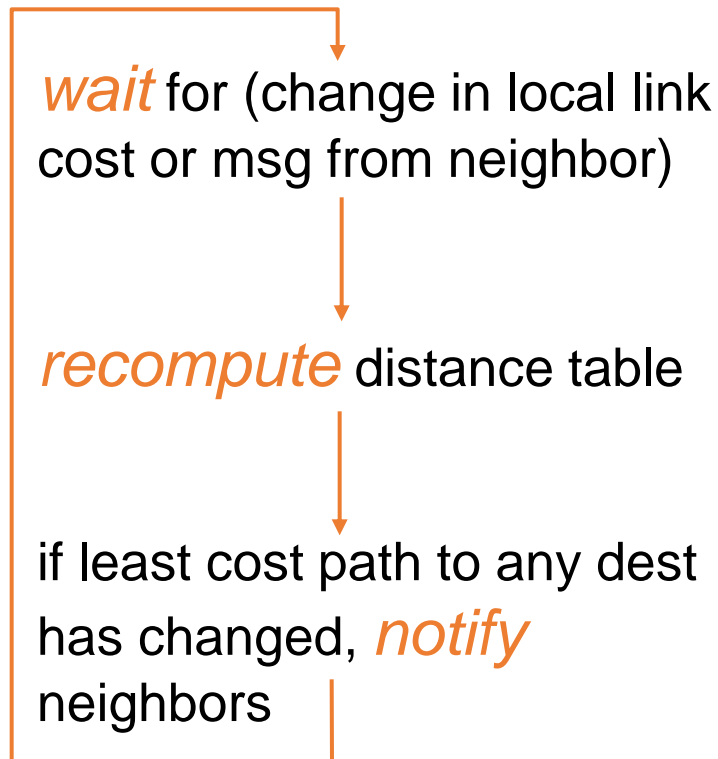 wait for (change in local link
cost or msg from neighbor)
recompute distance table
if least cost path to any dest
has changed, notify
neighbors